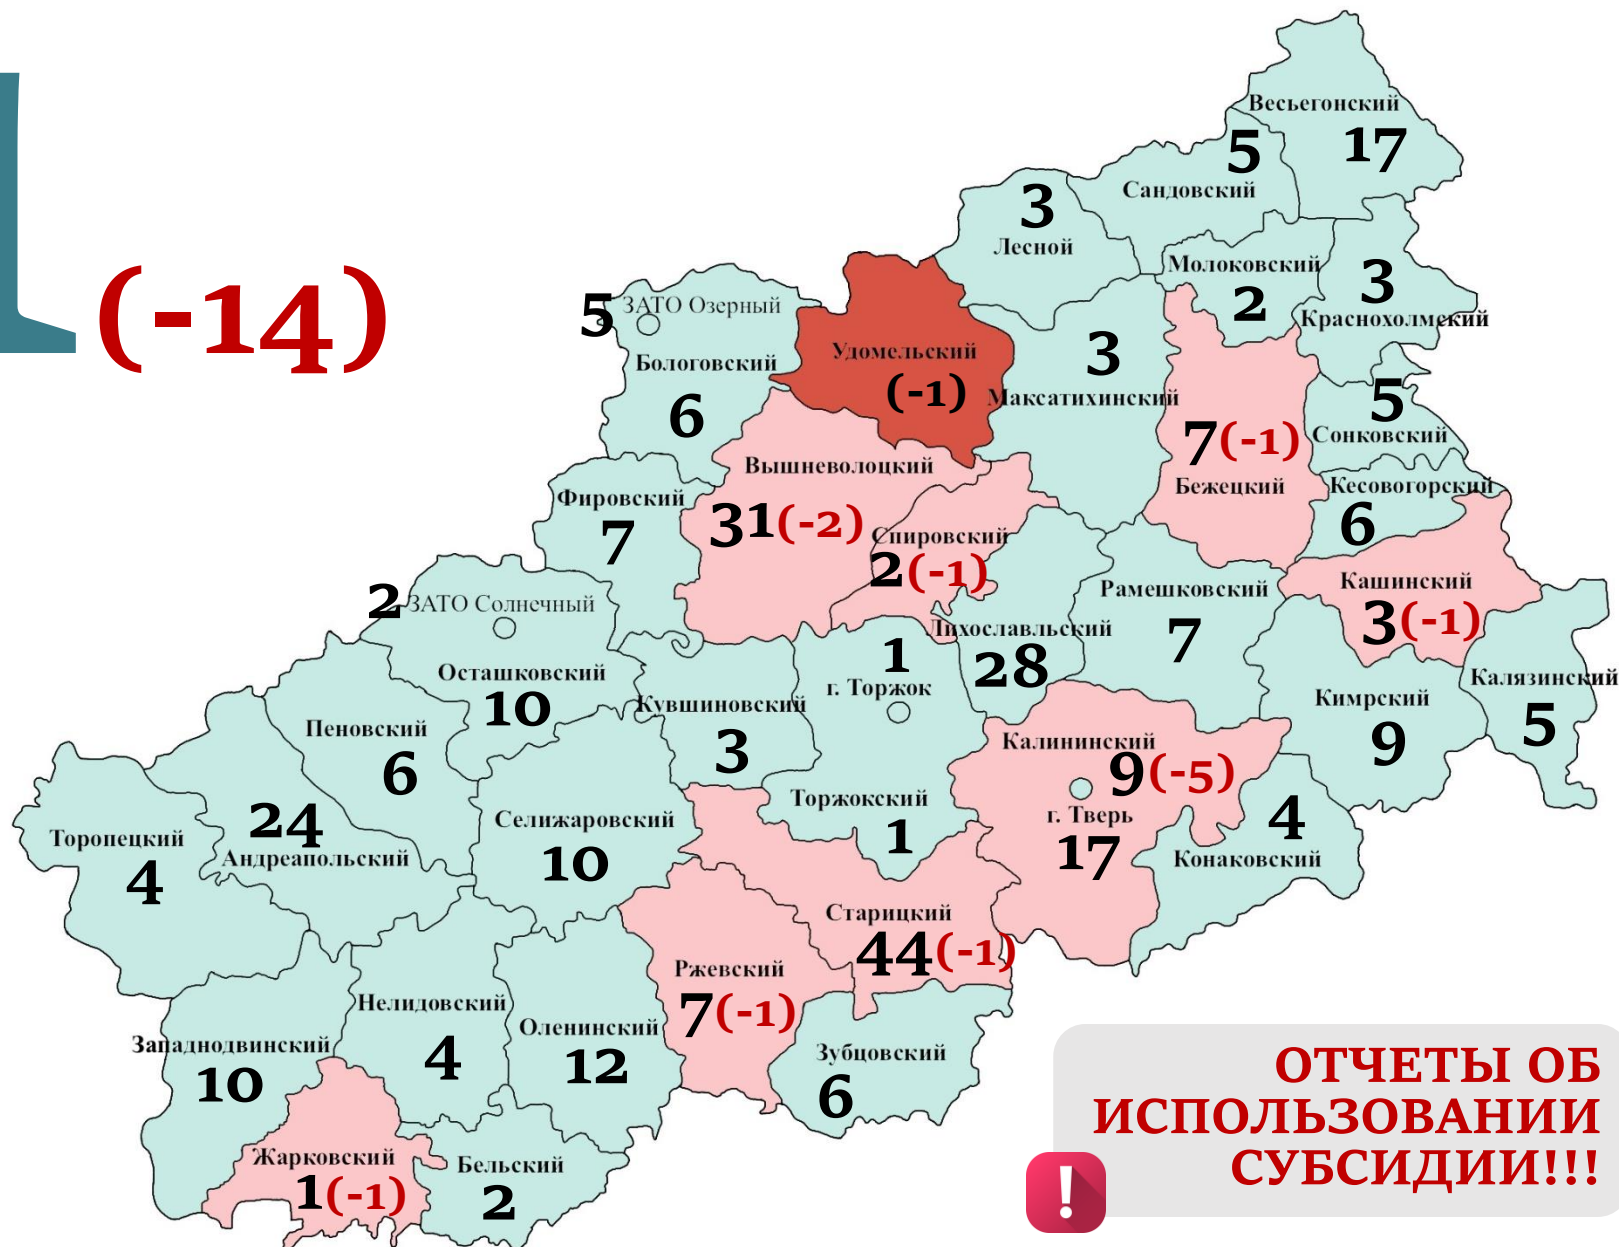 (-14)
Весьегонский
17
5
Сандовский
3
Лесной
Молоковский
2
3
Краснохолмский
5 ЗАТО Озерный
Бологовский
6
Удомельский
(-1)
3
Максатихинский
7(-1)
Бежецкий
5
Сонковский
Кесовогорский
6
Вышневолоцкий
31(-2)
Фировский
7
Спировский
2(-1)
Кашинский
3(-1)
Рамешковский
7
2 ЗАТО Солнечный
Осташковский
10
Лихославльский
28
1
г. Торжок
Кувшиновский
3
Кимрский
9
Калязинский
5
Пеновский
6
Калининский
9(-5)
г. Тверь
17
Торжокский
1
4
Конаковский
Селижаровский
10
24
Андреапольский
Торопецкий
4
Старицкий
44(-1)
Ржевский
7(-1)
Нелидовский
4
Оленинский
12
Западнодвинский
10
Зубцовский
6
Жарковский
1(-1)
Бельский
2
ОТЧЕТЫ ОБ
ИСПОЛЬЗОВАНИИ
СУБСИДИИ!!!
!